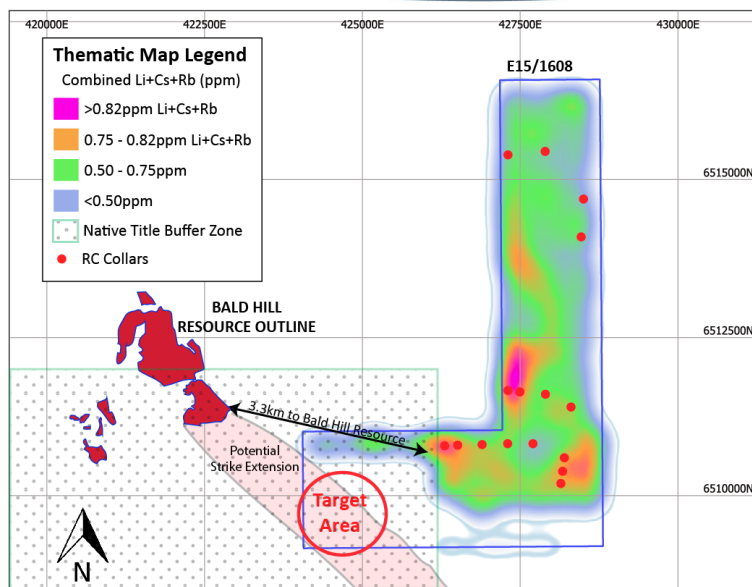 420000E 422500E 425000E 427500E 430000E
Thematic Map Legend
Combined Li+Cs+Rb (ppm)
>0.82ppm Li+Cs+Rb
0.75 - 0.82ppm Li+Cs+Rb
0.50 - 0.75ppm
<0.50ppm
Native Title Buffer Zone
RC Collars
E15/1608
6515000N
BALD HILL
RESOURCE OUTLINE
6512500N
3.3km to Bald Hill Resource
Potential
Strike Extension
Target
Area
6510000N
N